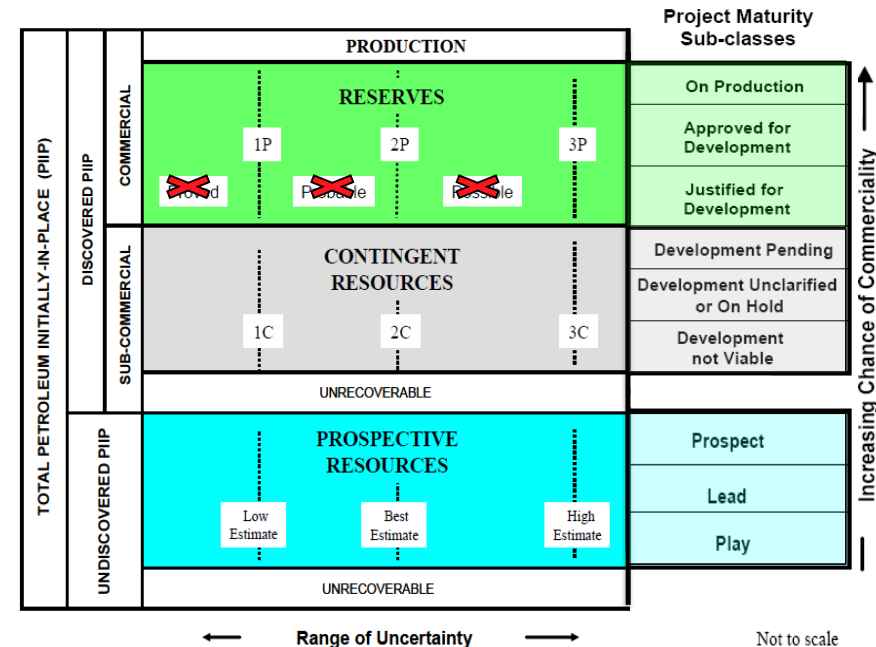 Project Maturity
Sub-classes
PRODUCTION
RESERVES
1P
2P
3P
Proved
Probable
Possible
On Production
Approved for
Development
Justified for
Development
CONTINGENT
RESOURCES
1C
2C
3C
Development Pending
Development Unclarified
or On Hold
Development
not Viable
UNRECOVERABLE
PROSPECTIVE
RESOURCES
Low
Estimate
Best
Estimate
High
Estimate
Prospect
Lead
Play
UNRECOVERABLE
TOTAL PETROLEUM INITIALLY-IN-PLACE (PIIP)
DISCOVERED PIIP
UNDISCOVERED PIIP
COMMERCIAL
SUB-COMMERCIAL
Increasing Chance of Commerciality
Range of Uncertainty
Not to scale